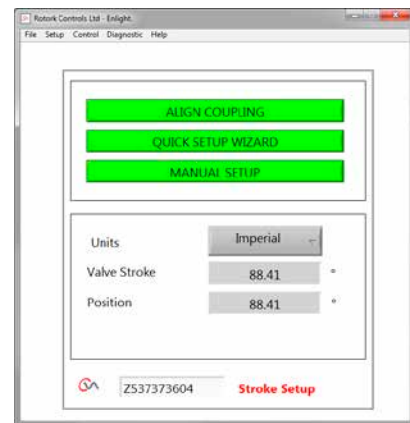 Rotork Controls Ltd - Enlight.
File Setup Control Diagnostic Help
ALIGN COUPLING
QUICK SETUP WIZARD
MANUAL SETUP
Units Imperial
Valve Stroke 88.41 °
Position 88.41 °
Z537373604 Stroke Setup